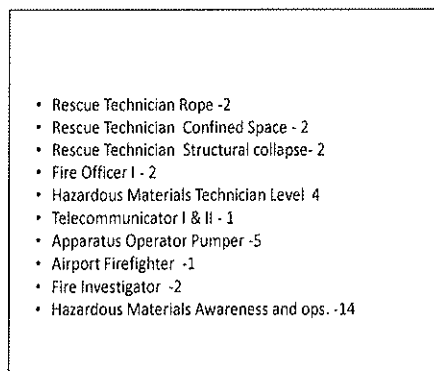 • Rescue Technician Rope -2
• Rescue Technician Confined Space - 2
• Rescue Technician Structural collapse- 2
• Fire Officer I - 2
• Hazardous Materials Technician Level 4
• Telecommunicator I & II - 1
• Apparatus Operator Pumper -5
• Airport Firefighter -1
• Fire Investigator -2
• Hazardous Materials Awareness and ops. -14